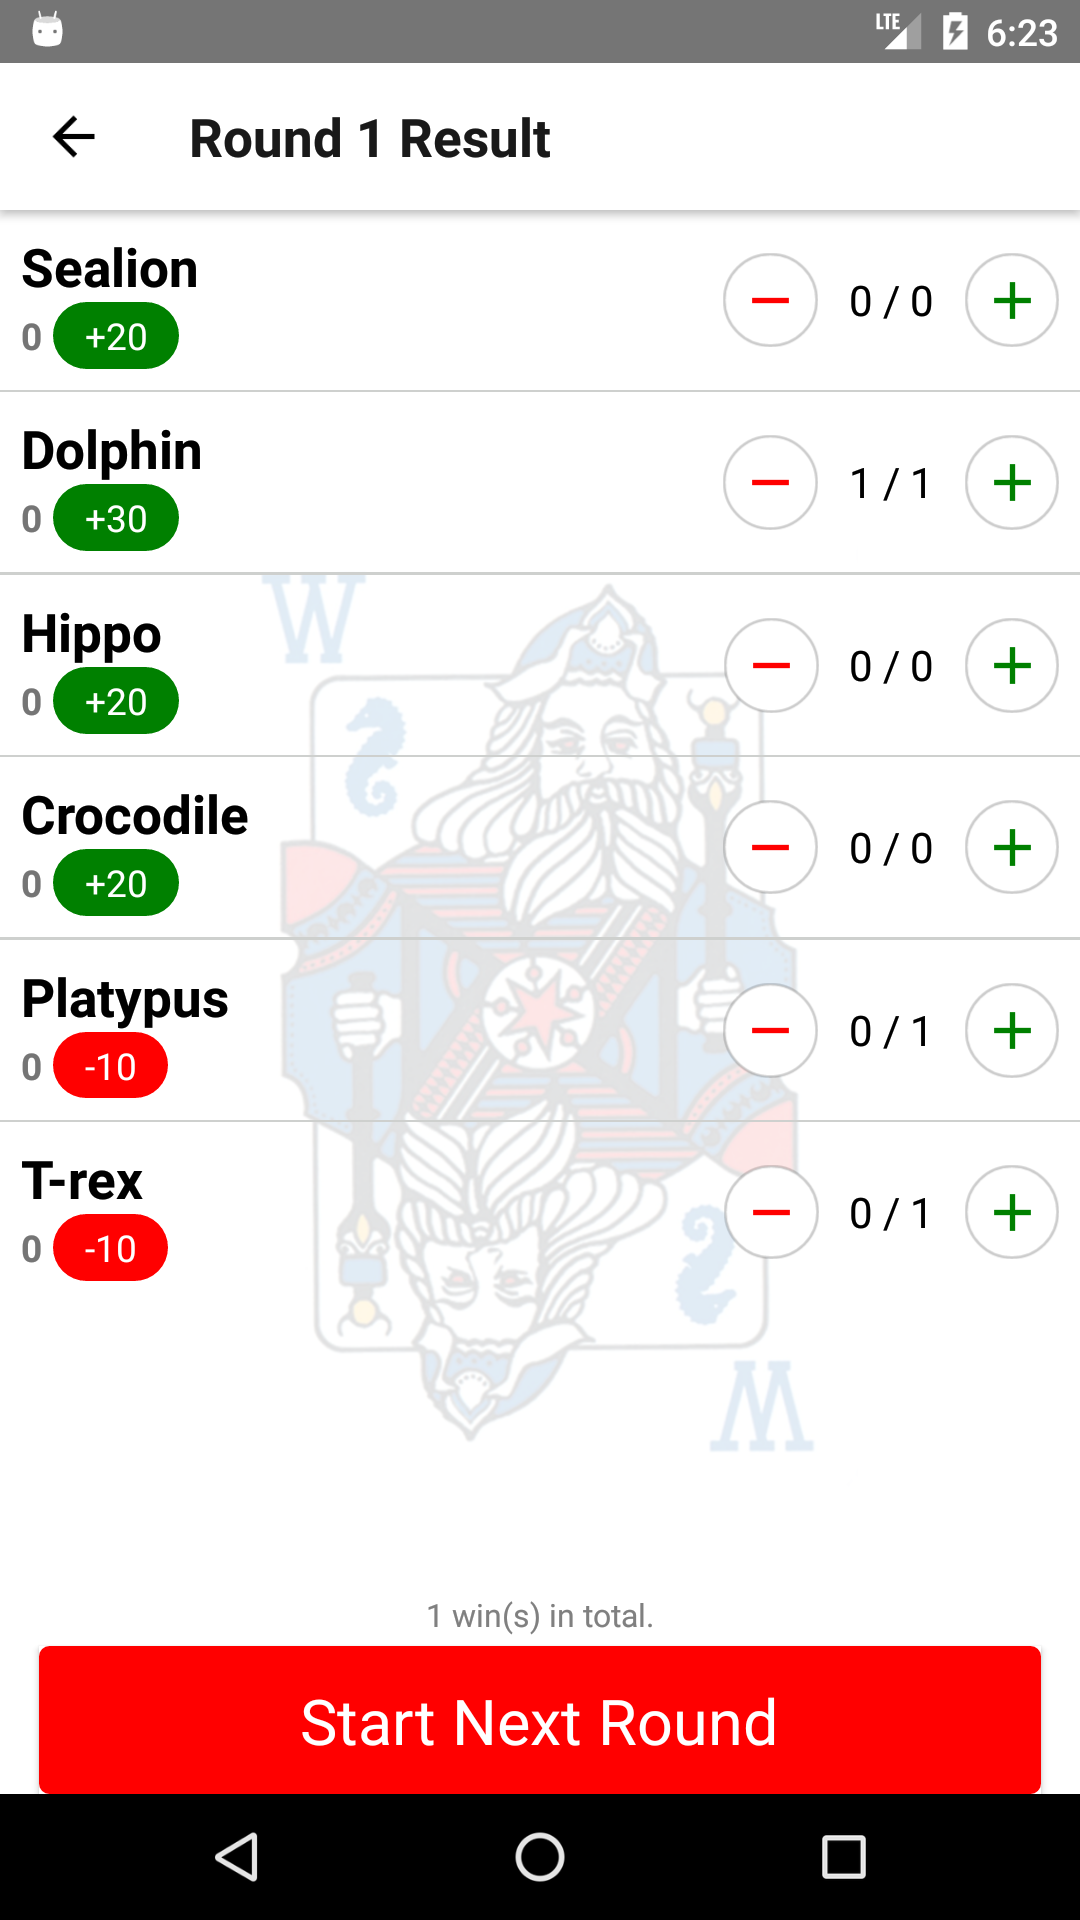 LTE 6:23
Round 1 Result
Sealion
0 +20 0 / 0
Dolphin
0 +30 1 / 1
W
Hippo
0 +20 0 / 0
Crocodile
0 +20 0 / 0
Platypus
0 -10 0 / 1
T-rex
0 -10 0 / 1
W
1 win(s) in total.
Start Next Round